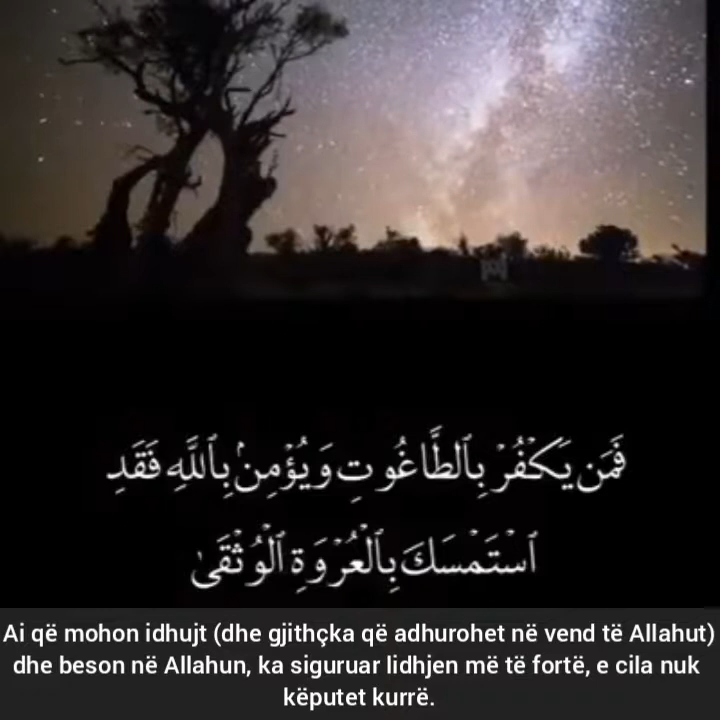 فَمَن يَكْفُرْ بِٱلطَّٰغُوتِ وَيُؤْمِنۢ بِٱللَّهِ فَقَدِ
ٱسْتَمْسَكَ بِٱلْعُرْوَةِ ٱلْوُثْقَىٰ
Ai që mohon idhujt (dhe gjithçka që adhurohet në vend të Allahut)
dhe beson në Allahun, ka siguruar lidhjen më të fortë, e cila nuk
këputet kurrë.